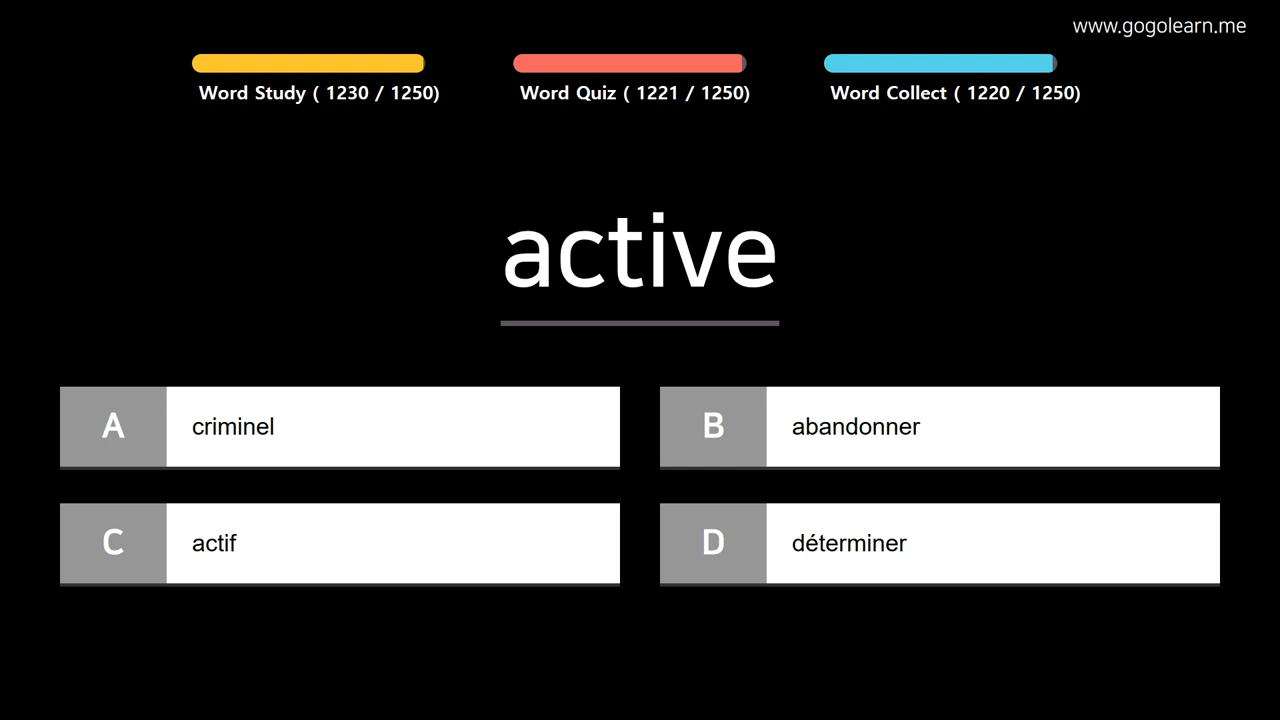 www.gogolearn.me
Word Study ( 1230 / 1250)
Word Quiz ( 1221 / 1250)
Word Collect ( 1220 / 1250)
active
A criminel
B abandonner
C actif
D déterminer